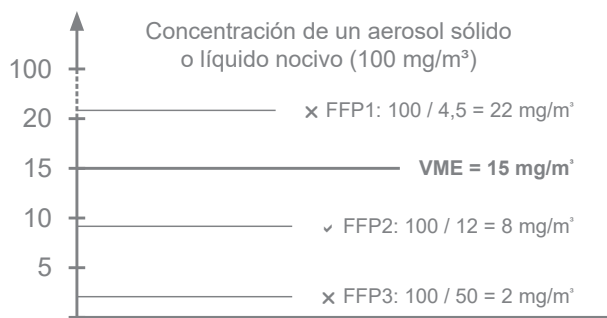 Concentración de un aerosol sólido
o líquido nocivo (100 mg/m³)
100
× FFP1: 100 / 4,5 = 22 mg/m³
20
15
VME = 15 mg/m³
10
✓ FFP2: 100 / 12 = 8 mg/m³
5
× FFP3: 100 / 50 = 2 mg/m³